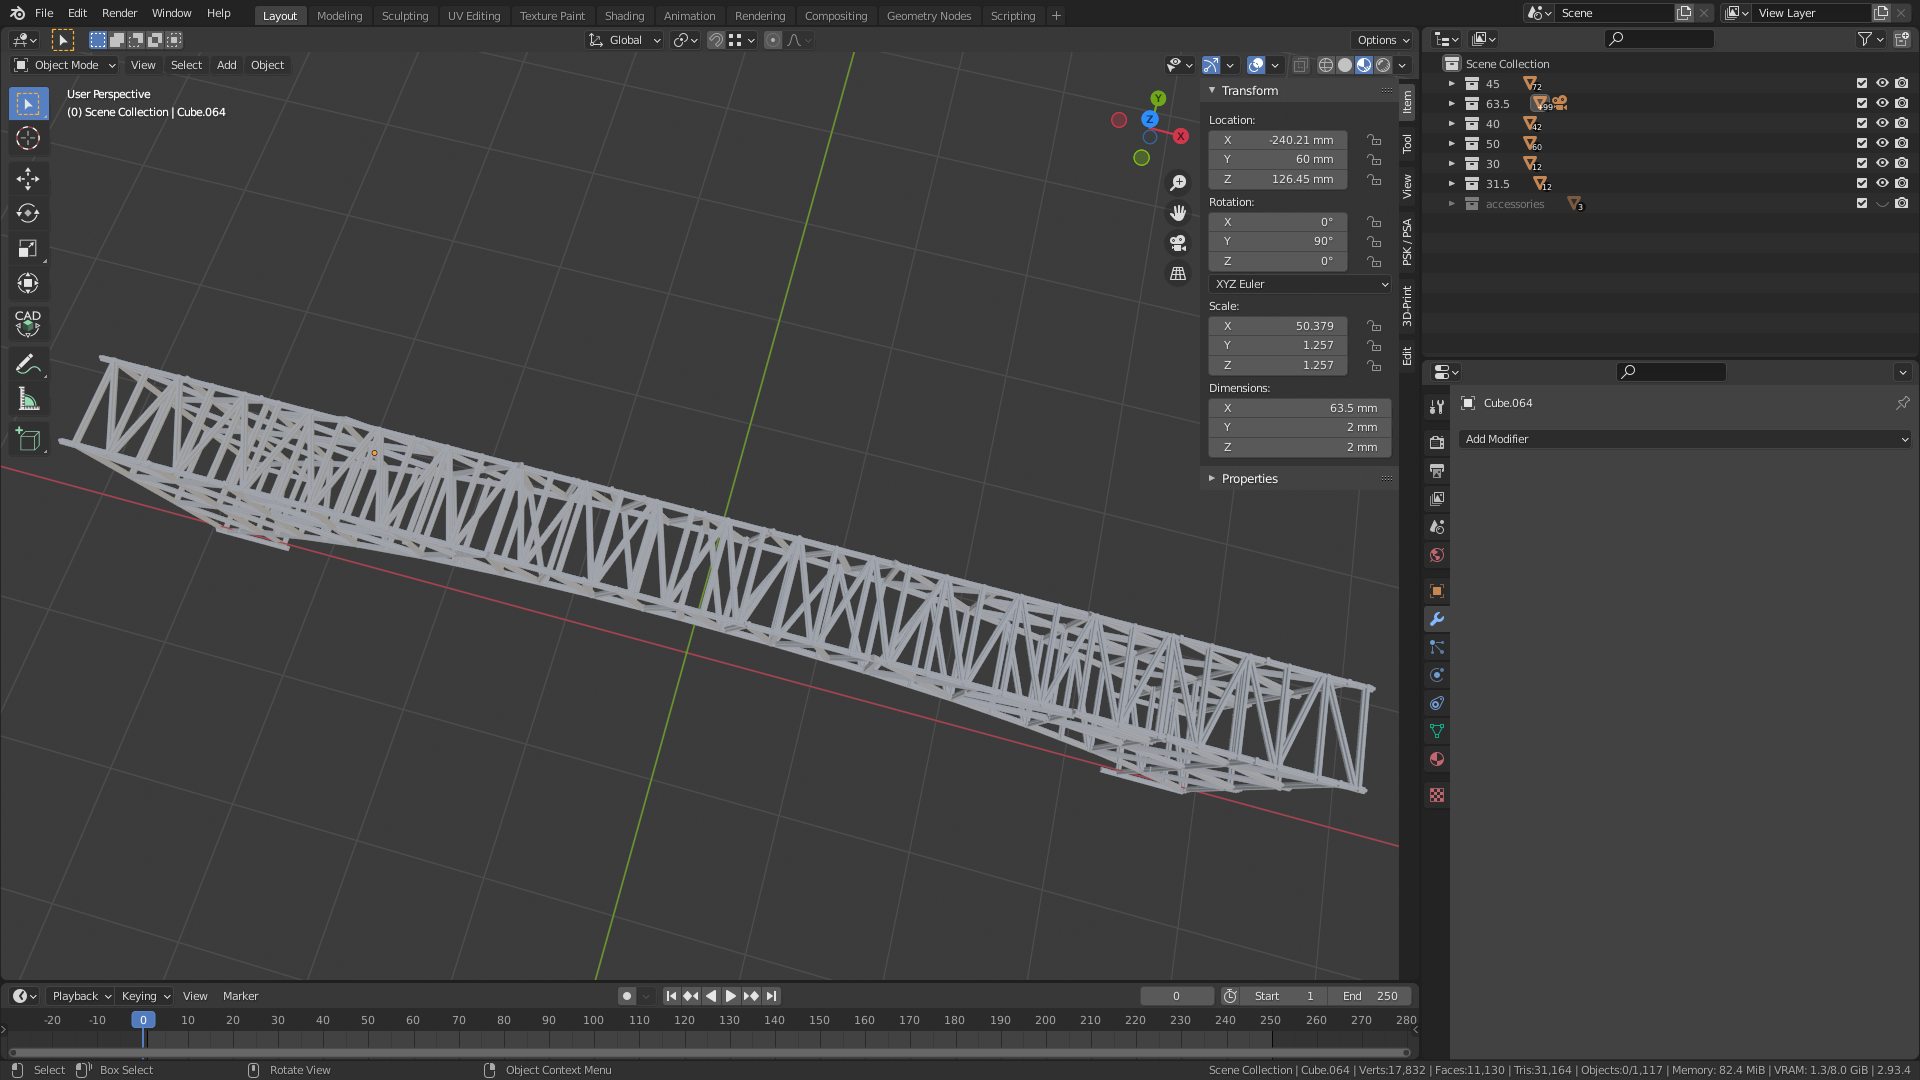 File Edit Render Window Help
Layout Modeling Sculpting UV Editing Texture Paint Shading Animation Rendering Compositing Geometry Nodes Scripting +
Scene
View Layer
Global
Options
Object Mode View Select Add Object
User Perspective
(0) Scene Collection | Cube.064
CAD
Y
Z
X
Transform
Location:
X -240.21 mm
Y 60 mm
Z 126.45 mm
Rotation:
X 0°
Y 90°
Z 0°
XYZ Euler
Scale:
X 50.379
Y 1.257
Z 1.257
Dimensions:
X 63.5 mm
Y 2 mm
Z 2 mm
Properties
Item
Tool
View
PSK / PSA
3D-Print
Edit
Scene Collection
45 72
63.5 +99
40 42
50 60
30 12
31.5 12
accessories 3
Cube.064
Add Modifier
Playback Keying View Marker
0
Start 1 End 250
-20 -10 0 10 20 30 40 50 60 70 80 90 100 110 120 130 140 150 160 170 180 190 200 210 220 230 240 250 260 270 280
Select Box Select Rotate View Object Context Menu
Scene Collection | Cube.064 | Verts:17,832 | Faces:11,130 | Tris:31,164 | Objects:0/1,117 | Memory: 82.4 MiB | VRAM: 1.3/8.0 GiB | 2.93.4